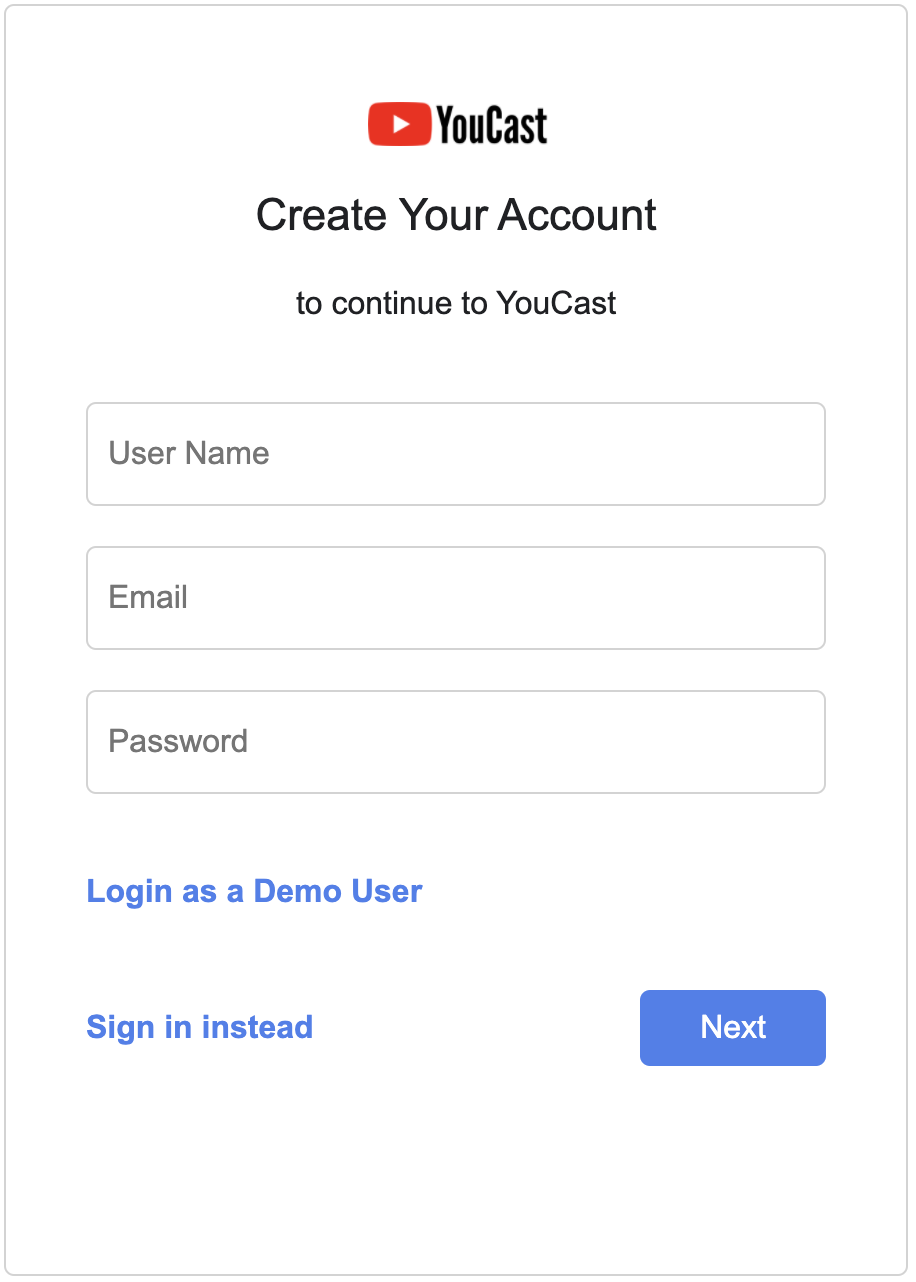 YouCast
Create Your Account
to continue to YouCast
User Name
Email
Password
Login as a Demo User
Sign in instead
Next